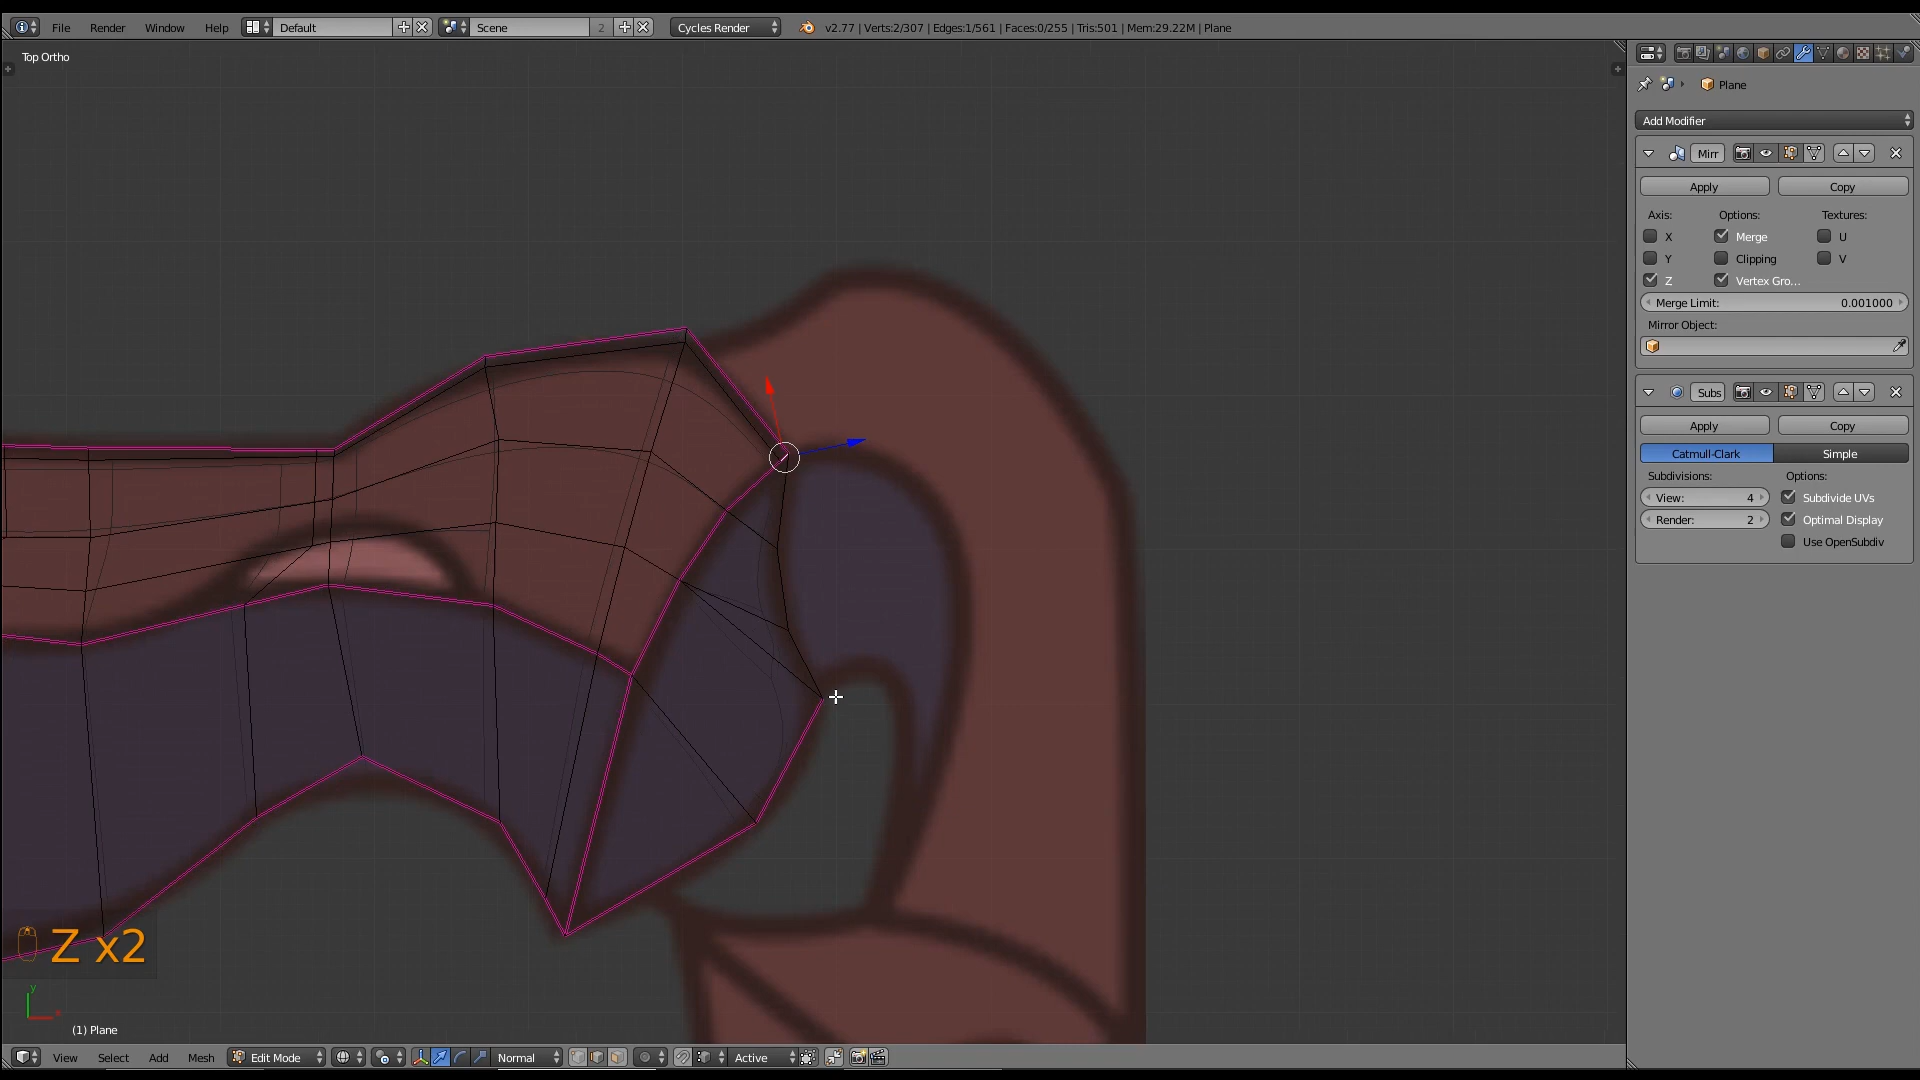 File Render Window Help Default Scene 2 Cycles Render v2.77 | Verts:2/307 | Edges:1/561 | Faces:0/255 | Tris:501 | Mem:29.22M | Plane
Top Ortho
Plane
Add Modifier
Mirr
Apply Copy
Axis: Options: Textures:
X Merge U
Y Clipping V
Z Vertex Gro...
Merge Limit: 0.001000
Mirror Object:
Subs
Apply Copy
Catmull-Clark Simple
Subdivisions: Options:
View: 4 Subdivide UVs
Render: 2 Optimal Display
Use OpenSubdiv
Z x2
y
x
(1) Plane
View Select Add Mesh Edit Mode Normal Active